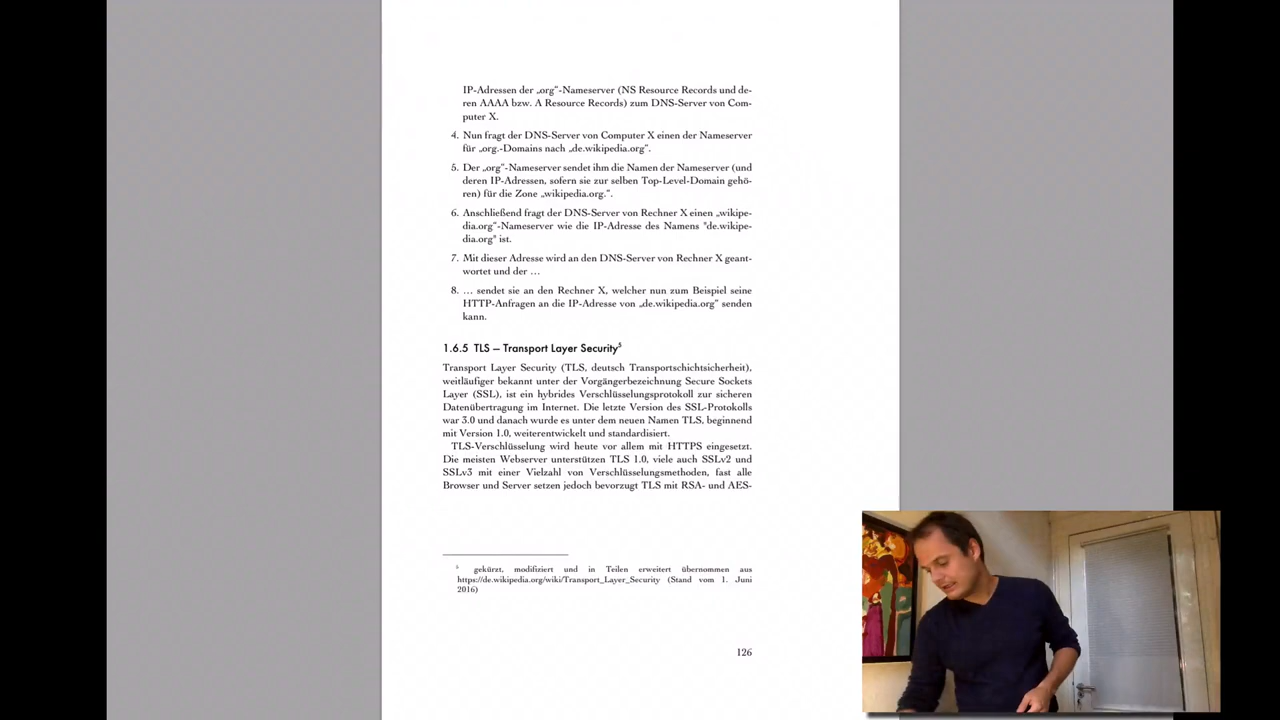 IP-Adressen der „org“-Nameserver (NS Resource Records und de-
ren AAAA bzw. A Resource Records) zum DNS-Server von Com-
puter X.
4. Nun fragt der DNS-Server von Computer X einen der Nameserver
für „org.-Domains nach „de.wikipedia.org“.
5. Der „org“-Nameserver sendet ihm die Namen der Nameserver (und
deren IP-Adressen, sofern sie zur selben Top-Level-Domain gehö-
ren) für die Zone „wikipedia.org.“.
6. Anschließend fragt der DNS-Server von Rechner X einen „wikipe-
dia.org“-Nameserver wie die IP-Adresse des Namens "de.wikipe-
dia.org" ist.
7. Mit dieser Adresse wird an den DNS-Server von Rechner X geant-
wortet und der …
8. … sendet sie an den Rechner X, welcher nun zum Beispiel seine
HTTP-Anfragen an die IP-Adresse von „de.wikipedia.org“ senden
kann.
1.6.5 TLS – Transport Layer Security⁵
Transport Layer Security (TLS, deutsch Transportschichtsicherheit),
weitläufiger bekannt unter der Vorgängerbezeichnung Secure Sockets
Layer (SSL), ist ein hybrides Verschlüsselungsprotokoll zur sicheren
Datenübertragung im Internet. Die letzte Version des SSL-Protokolls
war 3.0 und danach wurde es unter dem neuen Namen TLS, beginnend
mit Version 1.0, weiterentwickelt und standardisiert.
TLS-Verschlüsselung wird heute vor allem mit HTTPS eingesetzt.
Die meisten Webserver unterstützen TLS 1.0, viele auch SSLv2 und
SSLv3 mit einer Vielzahl von Verschlüsselungsmethoden, fast alle
Browser und Server setzen jedoch bevorzugt TLS mit RSA- und AES-
⁵ gekürzt, modifiziert und in Teilen erweitert übernommen aus
https://de.wikipedia.org/wiki/Transport_Layer_Security (Stand vom 1. Juni
2016)
126